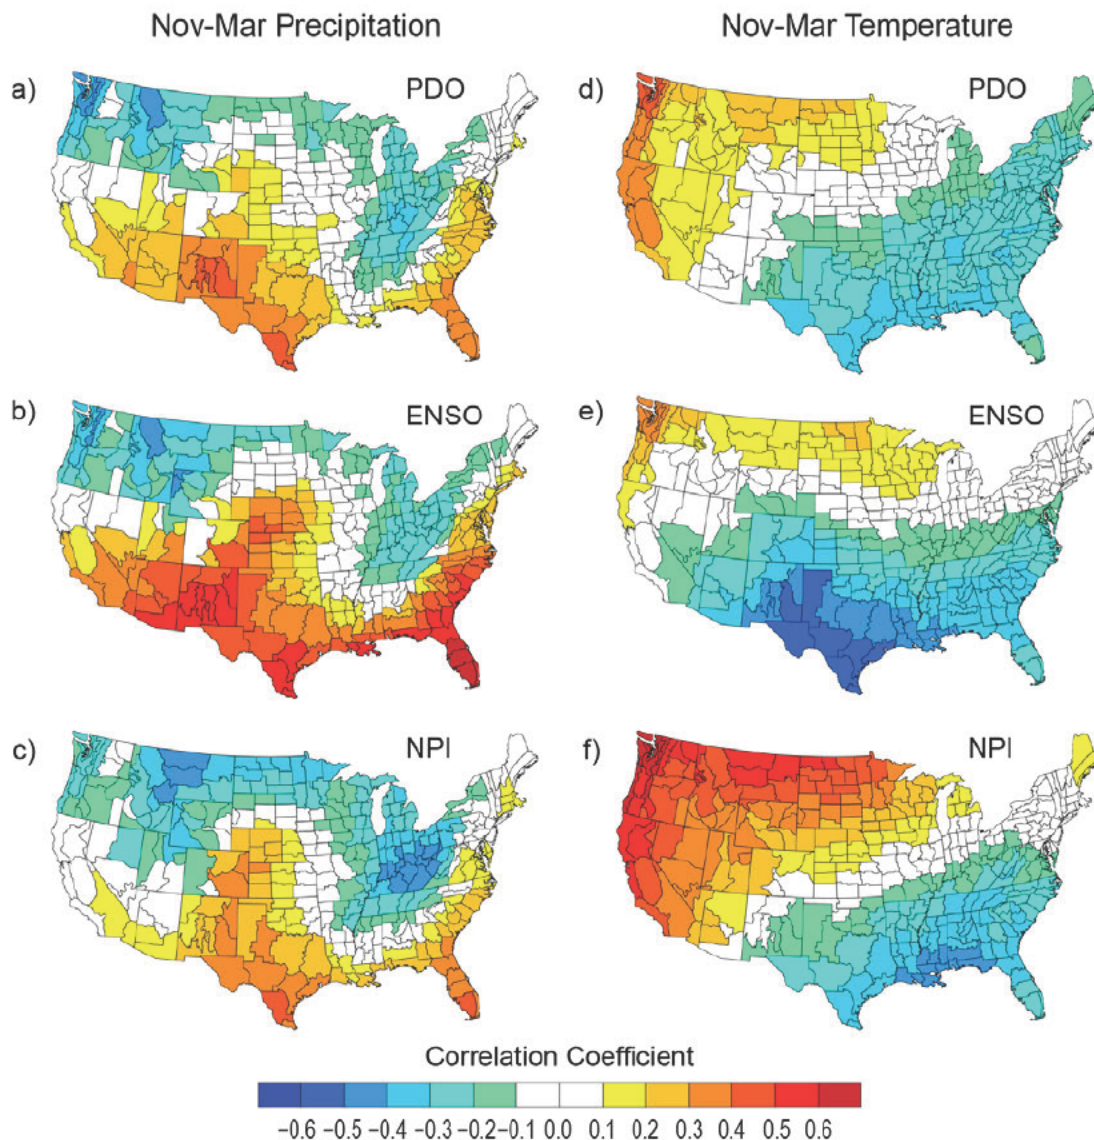 Nov-Mar Precipitation
Nov-Mar Temperature
a)
PDO
d)
PDO
b)
ENSO
e)
ENSO
c)
NPI
f)
NPI
Correlation Coefficient
−0.6 −0.5 −0.4 −0.3 −0.2 −0.1 0.0 0.1 0.2 0.3 0.4 0.5 0.6